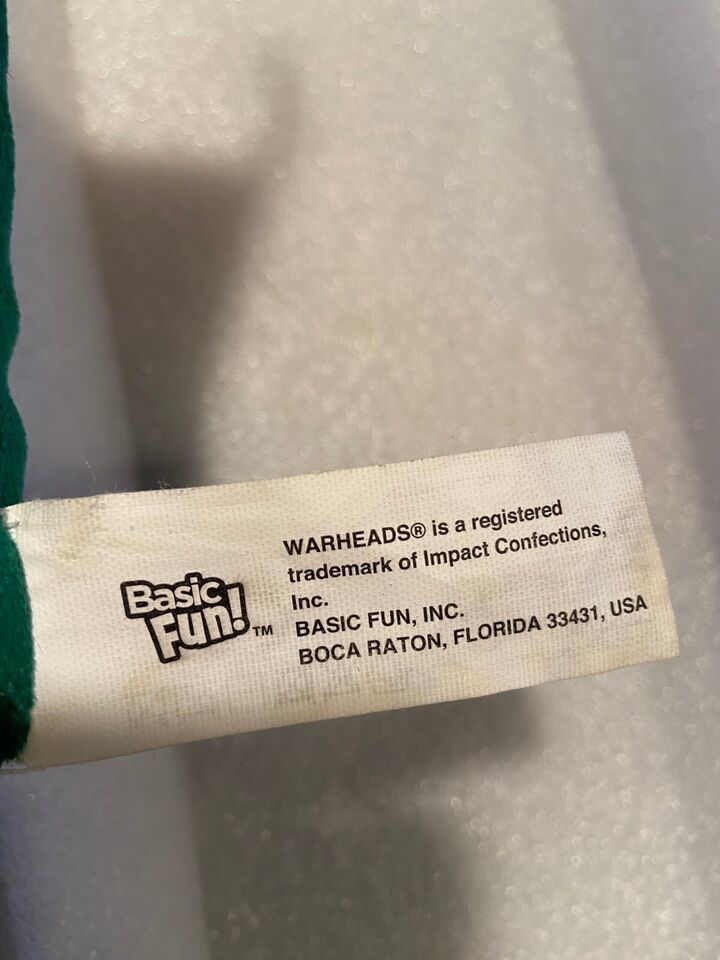 Basic
Fun!™
WARHEADS® is a registered
trademark of Impact Confections,
Inc.
BASIC FUN, INC.
BOCA RATON, FLORIDA 33431, USA